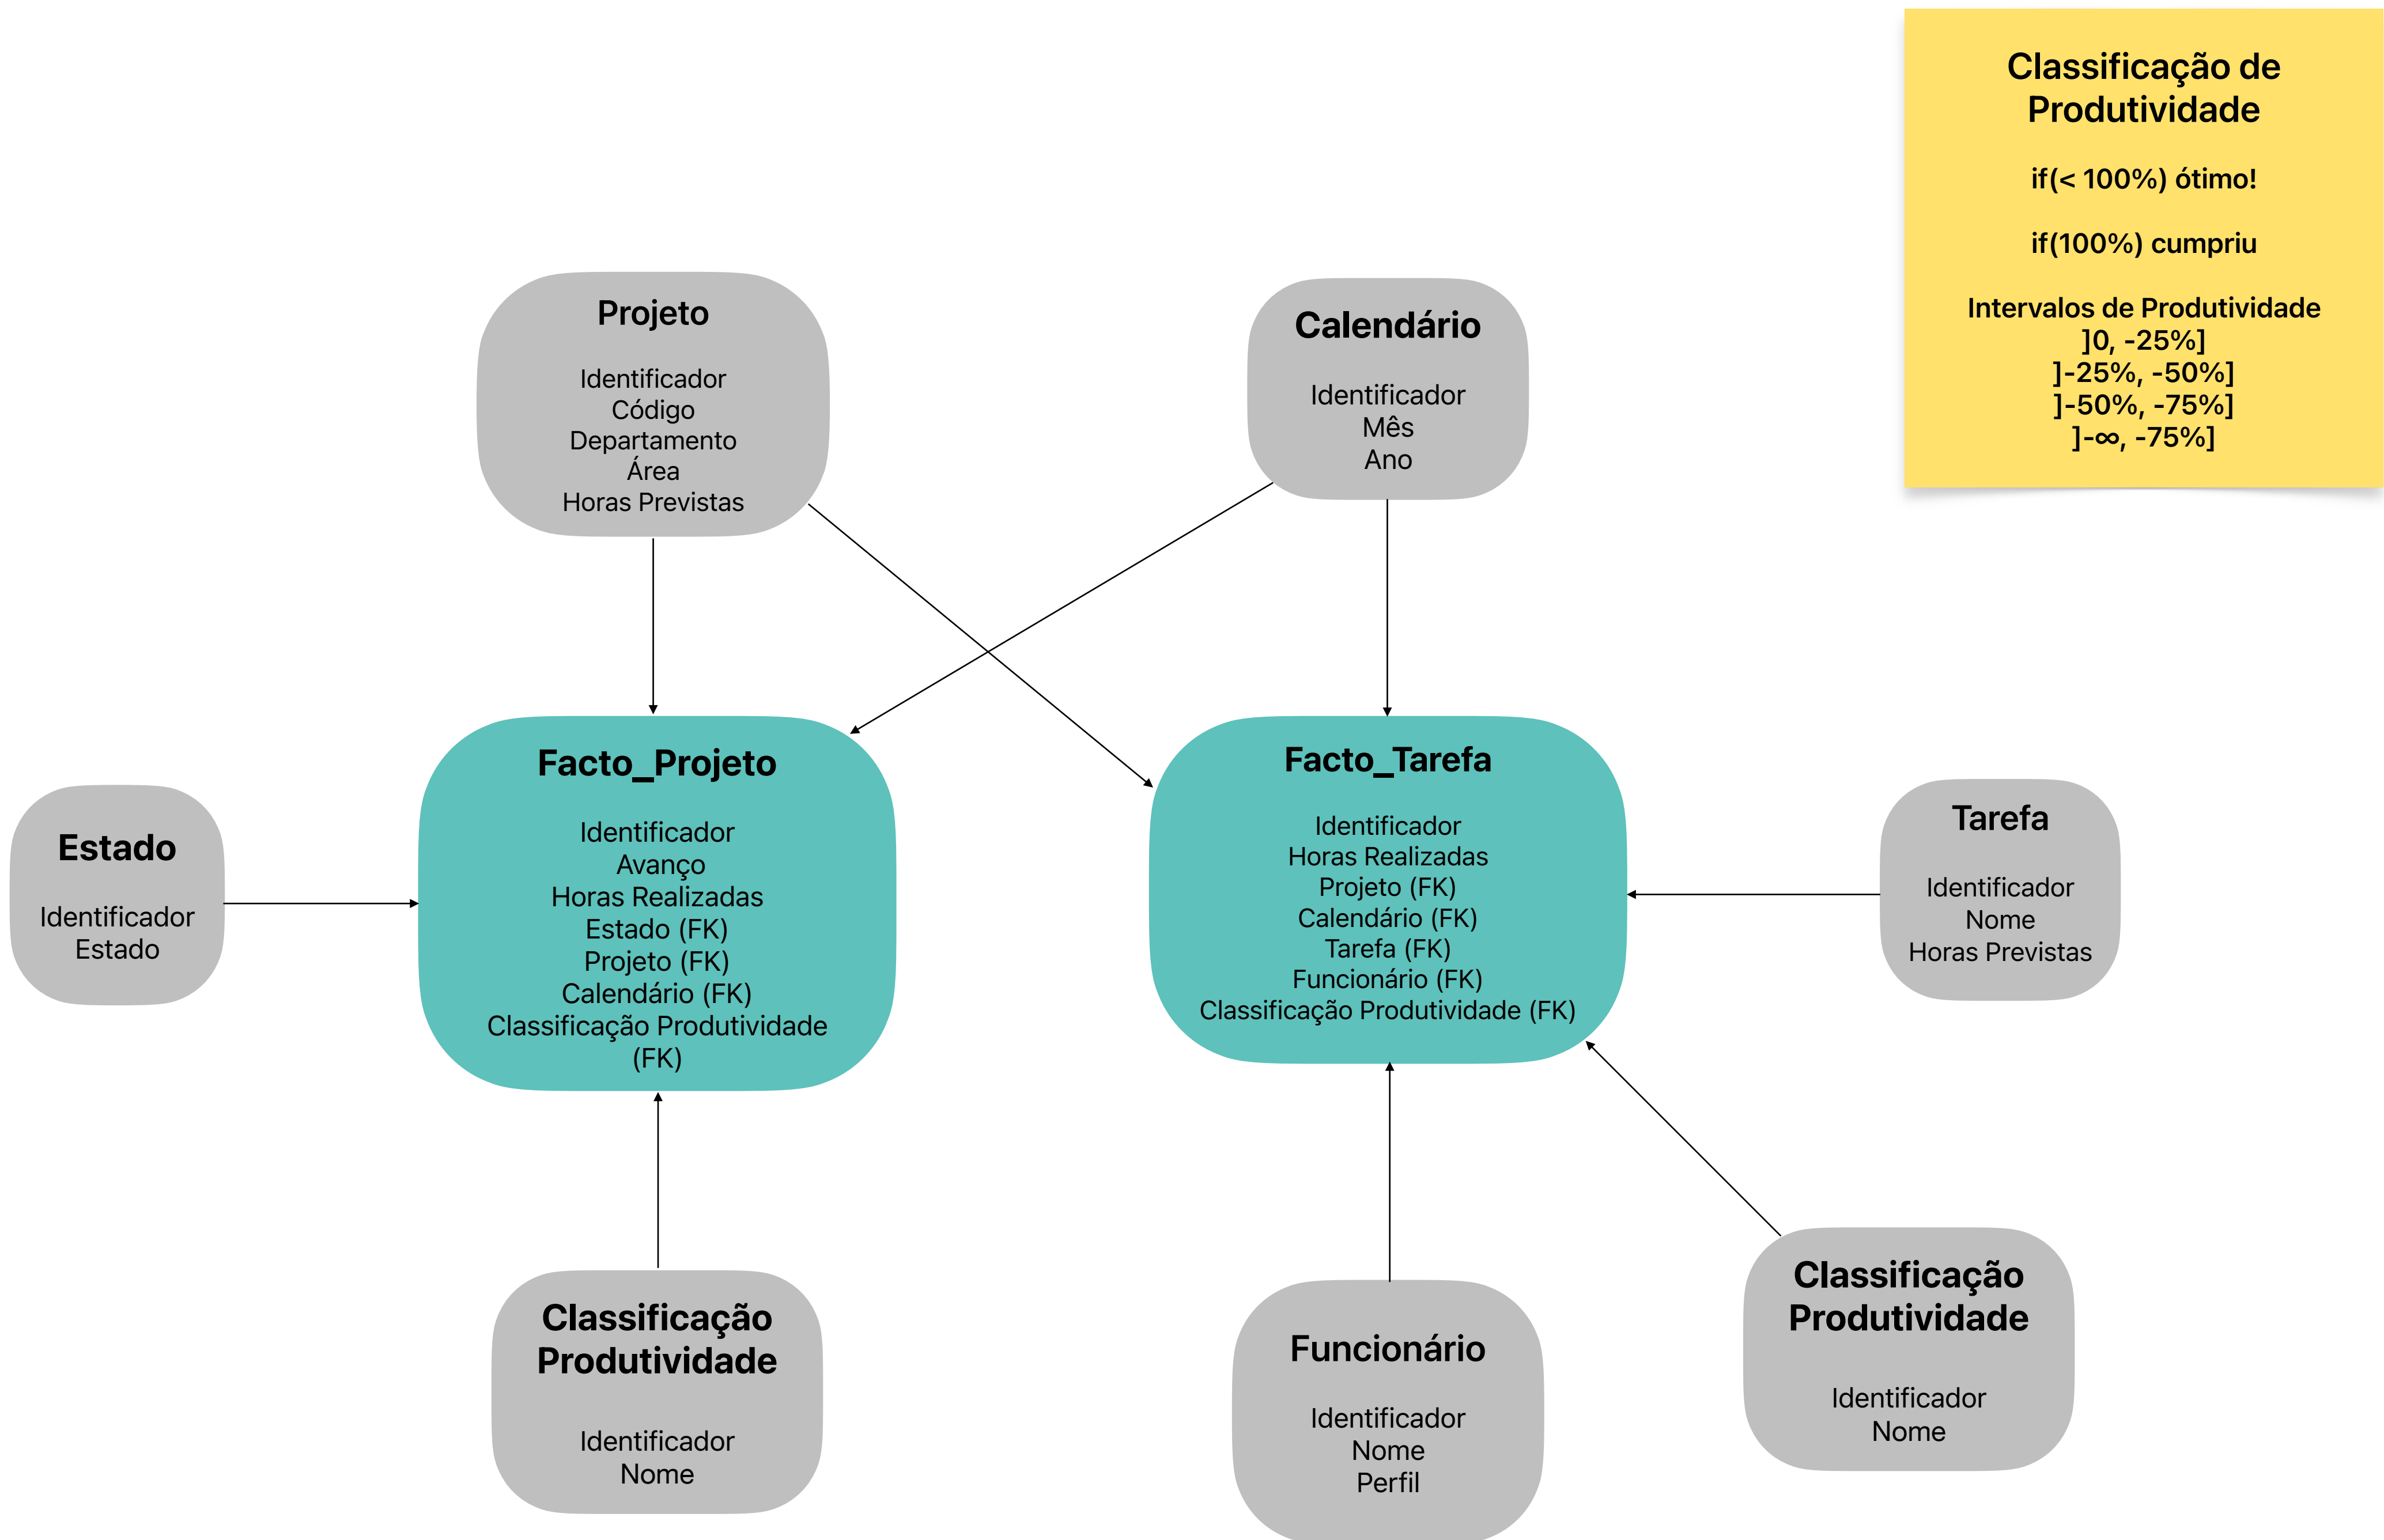 Classificação de
Produtividade
if(< 100%) ótimo!
if(100%) cumpriu
Intervalos de Produtividade
]0, -25%]
]-25%, -50%]
]-50%, -75%]
]-∞, -75%]
Projeto
Identificador
Código
Departamento
Área
Horas Previstas
Calendário
Identificador
Mês
Ano
Facto_Projeto
Identificador
Avanço
Horas Realizadas
Estado (FK)
Projeto (FK)
Calendário (FK)
Classificação Produtividade
(FK)
Facto_Tarefa
Identificador
Horas Realizadas
Projeto (FK)
Calendário (FK)
Tarefa (FK)
Funcionário (FK)
Classificação Produtividade (FK)
Estado
Identificador
Estado
Tarefa
Identificador
Nome
Horas Previstas
Classificação
Produtividade
Identificador
Nome
Funcionário
Identificador
Nome
Perfil
Classificação
Produtividade
Identificador
Nome